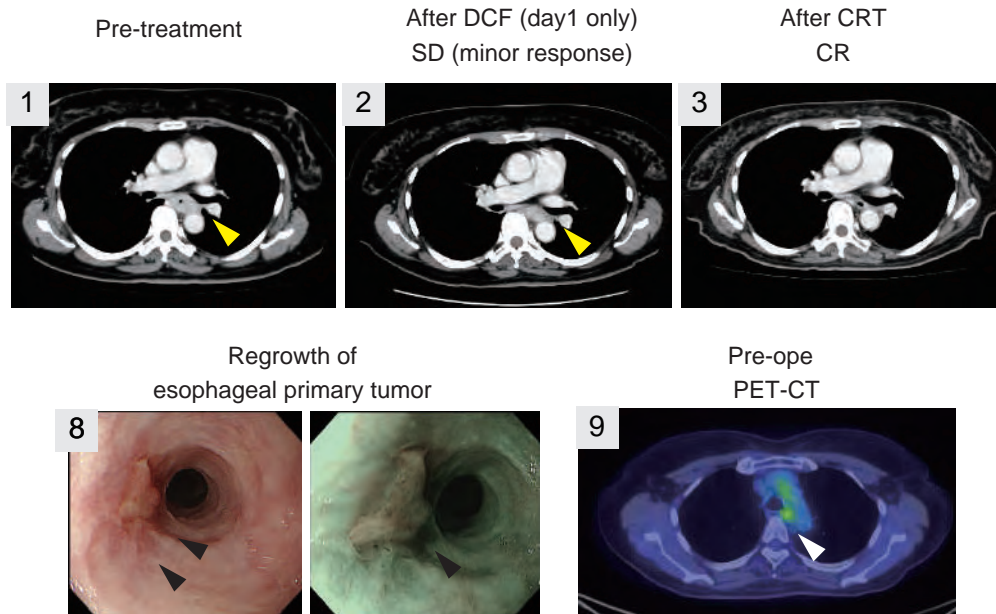 Pre-treatment
After DCF (day1 only)
SD (minor response)
After CRT
CR
1
2
3
Regrowth of
esophageal primary tumor
Pre-ope
PET-CT
8
9